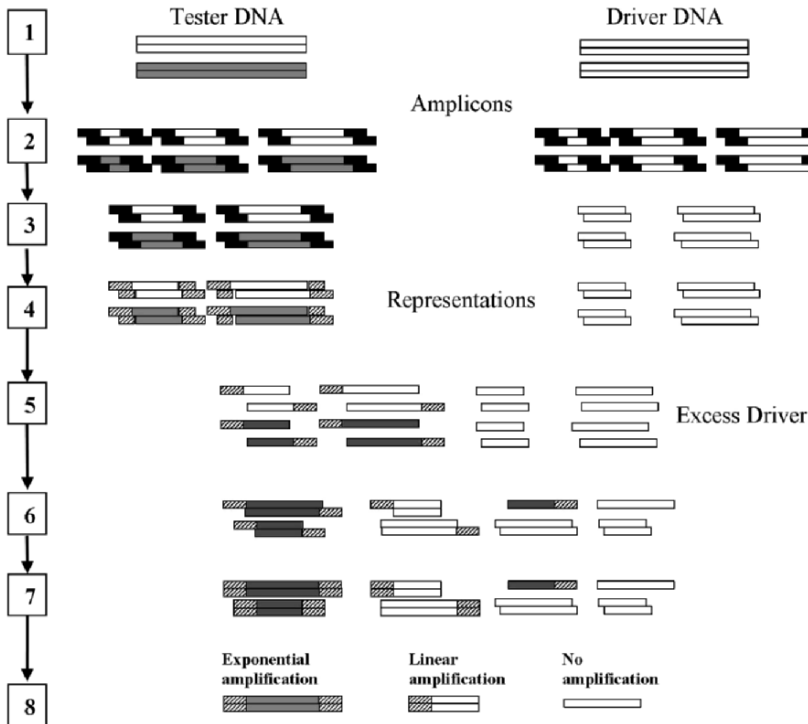 Tester DNA
Driver DNA
1
Amplicons
2
3
Representations
4
5
Excess Driver
6
7
Exponential
amplification
Linear
amplification
No
amplification
8